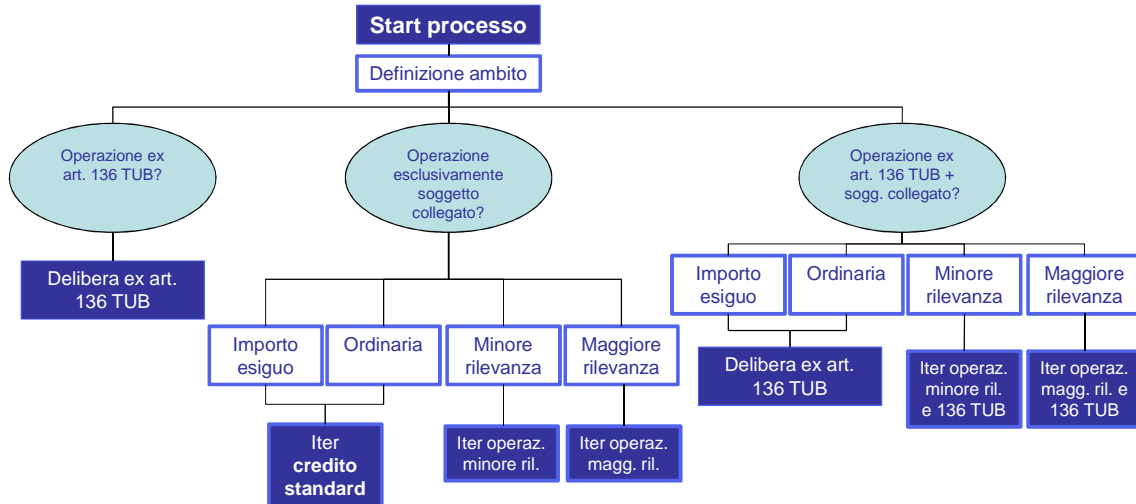 Start processo
Definizione ambito
Operazione ex
art. 136 TUB?
Operazione
esclusivamente
soggetto
collegato?
Operazione ex
art. 136 TUB +
sogg. collegato?
Delibera ex art.
136 TUB
Importo
esiguo
Ordinaria
Minore
rilevanza
Maggiore
rilevanza
Importo
esiguo
Ordinaria
Minore
rilevanza
Maggiore
rilevanza
Delibera ex art.
136 TUB
Iter operaz.
minore ril.
e 136 TUB
Iter operaz.
magg. ril. e
136 TUB
Iter
credito
standard
Iter operaz.
minore ril.
Iter operaz.
magg. ril.